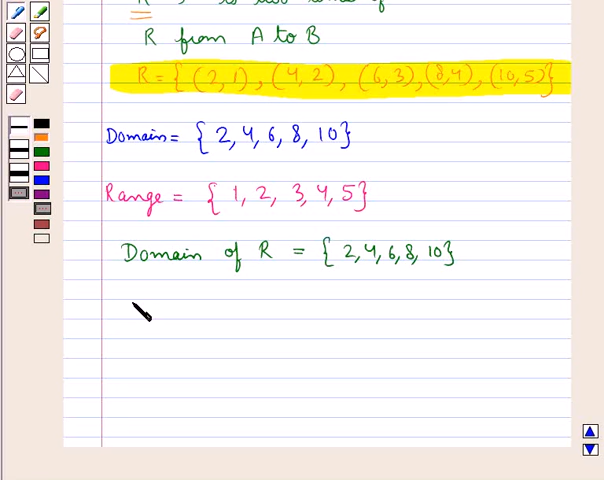 R
R from A to B
R = { (2, 1) , (4, 2) , (6, 3) , (8, 4) , (10, 5) }
Domain = { 2, 4, 6, 8, 10 }
Range = { 1, 2, 3, 4, 5 }
Domain of R = { 2, 4, 6, 8, 10 }